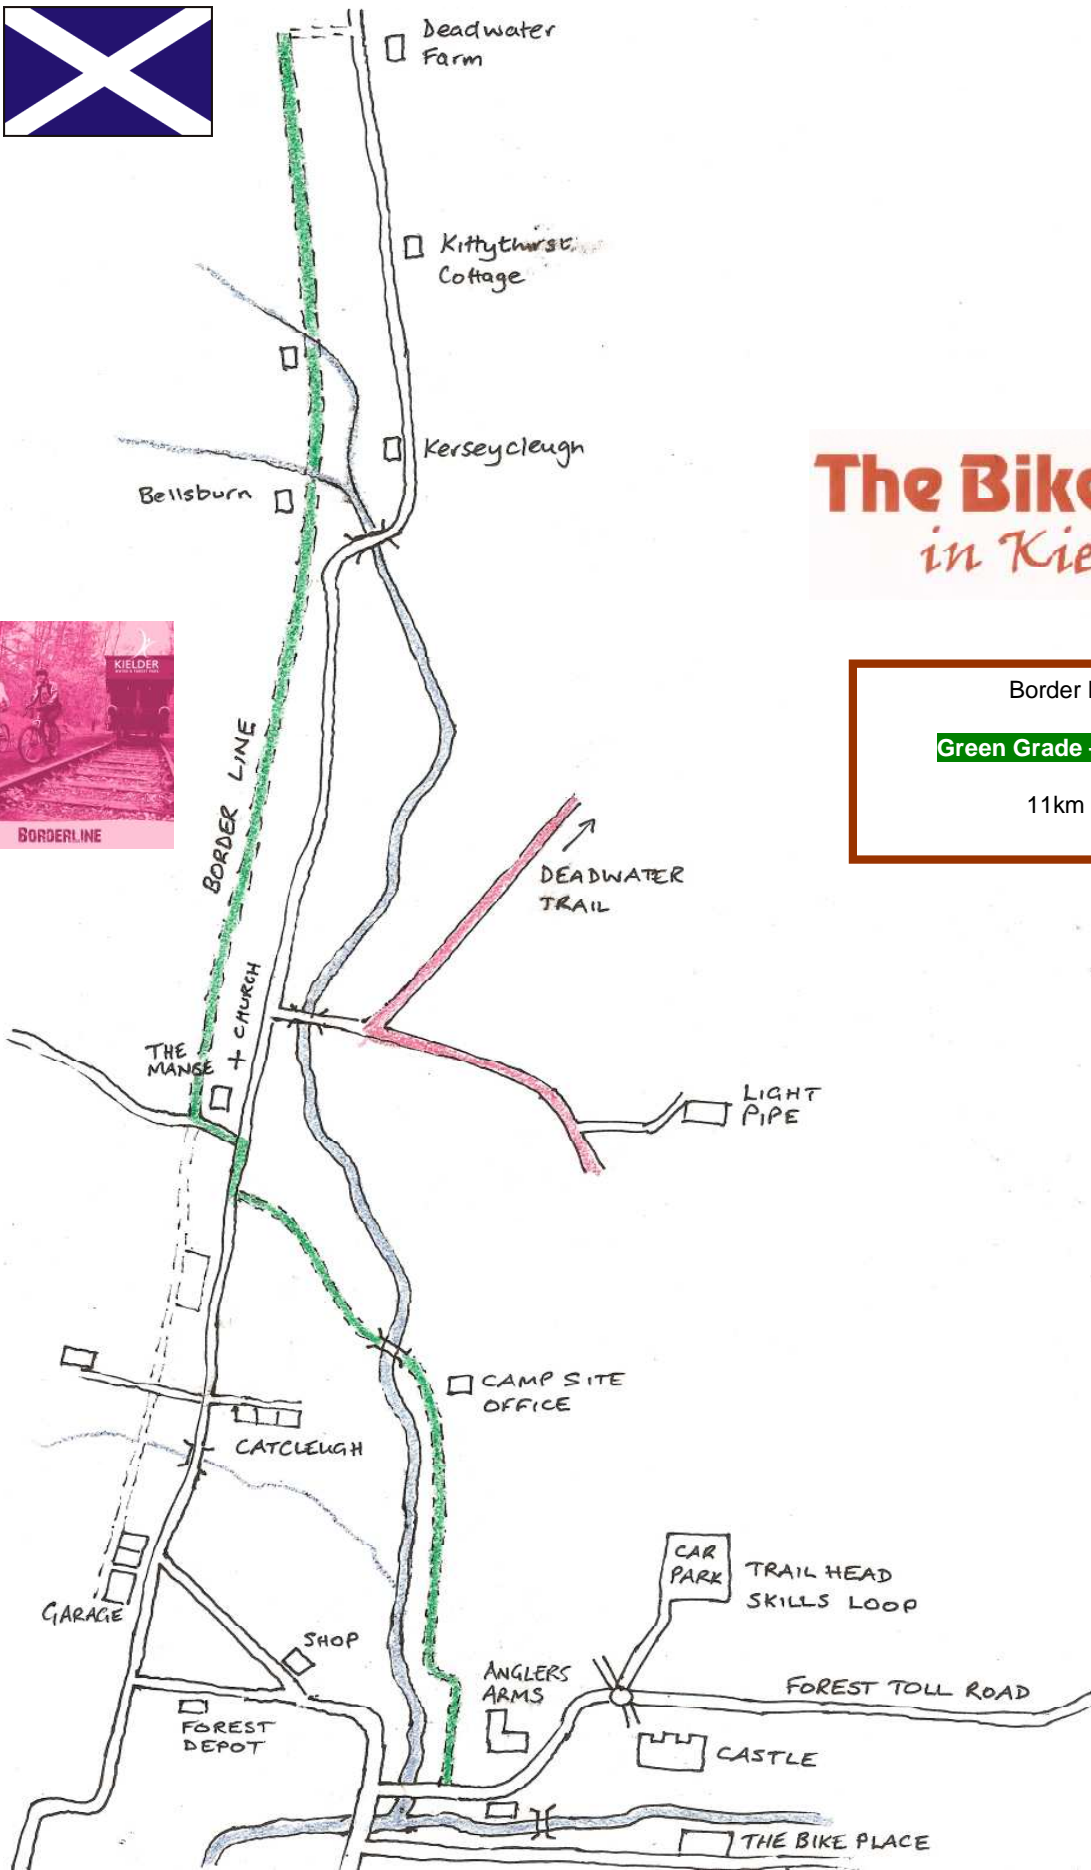 Deadwater
Farm
Kittythirst
Cottage
Kerseycleugh
Bellsburn
The Bik
in Kie
KIELDER
BORDERLINE
Border
Green Grade
11km
BORDER LINE
DEADWATER
TRAIL
CHURCH
THE
MANSE
LIGHT
PIPE
CAMP SITE
OFFICE
CATCLEUGH
GARAGE
SHOP
FOREST
DEPOT
ANGLERS
ARMS
CAR
PARK
TRAIL HEAD
SKILLS LOOP
FOREST TOLL ROAD
CASTLE
THE BIKE PLACE